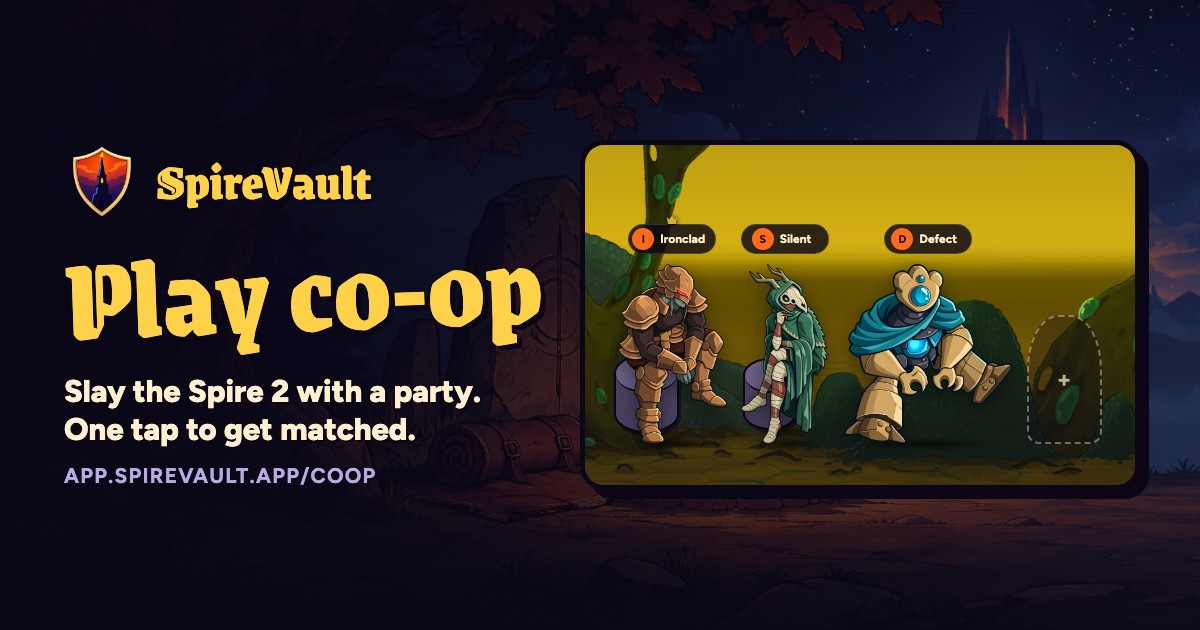 SpireVault
Play co-op
Slay the Spire 2 with a party.
One tap to get matched.
APP.SPIREVAULT.APP/COOP
I Ironclad
S Silent
D Defect
+